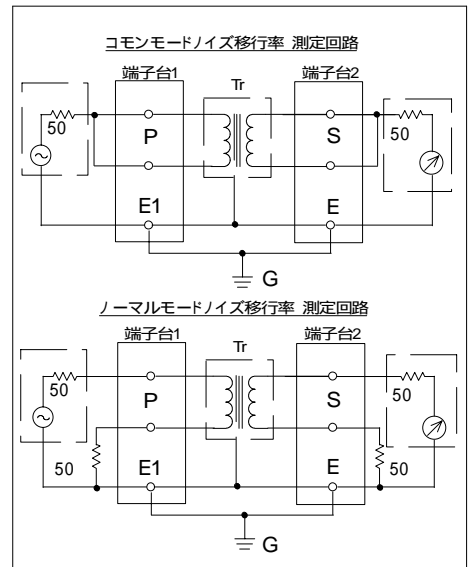 コモンモードノイズ移行率 測定回路
端子台1 Tr 端子台2
50 P S 50
E1 E
G
ノーマルモードノイズ移行率 測定回路
端子台1 Tr 端子台2
50 P S 50
50 E1 E 50
G